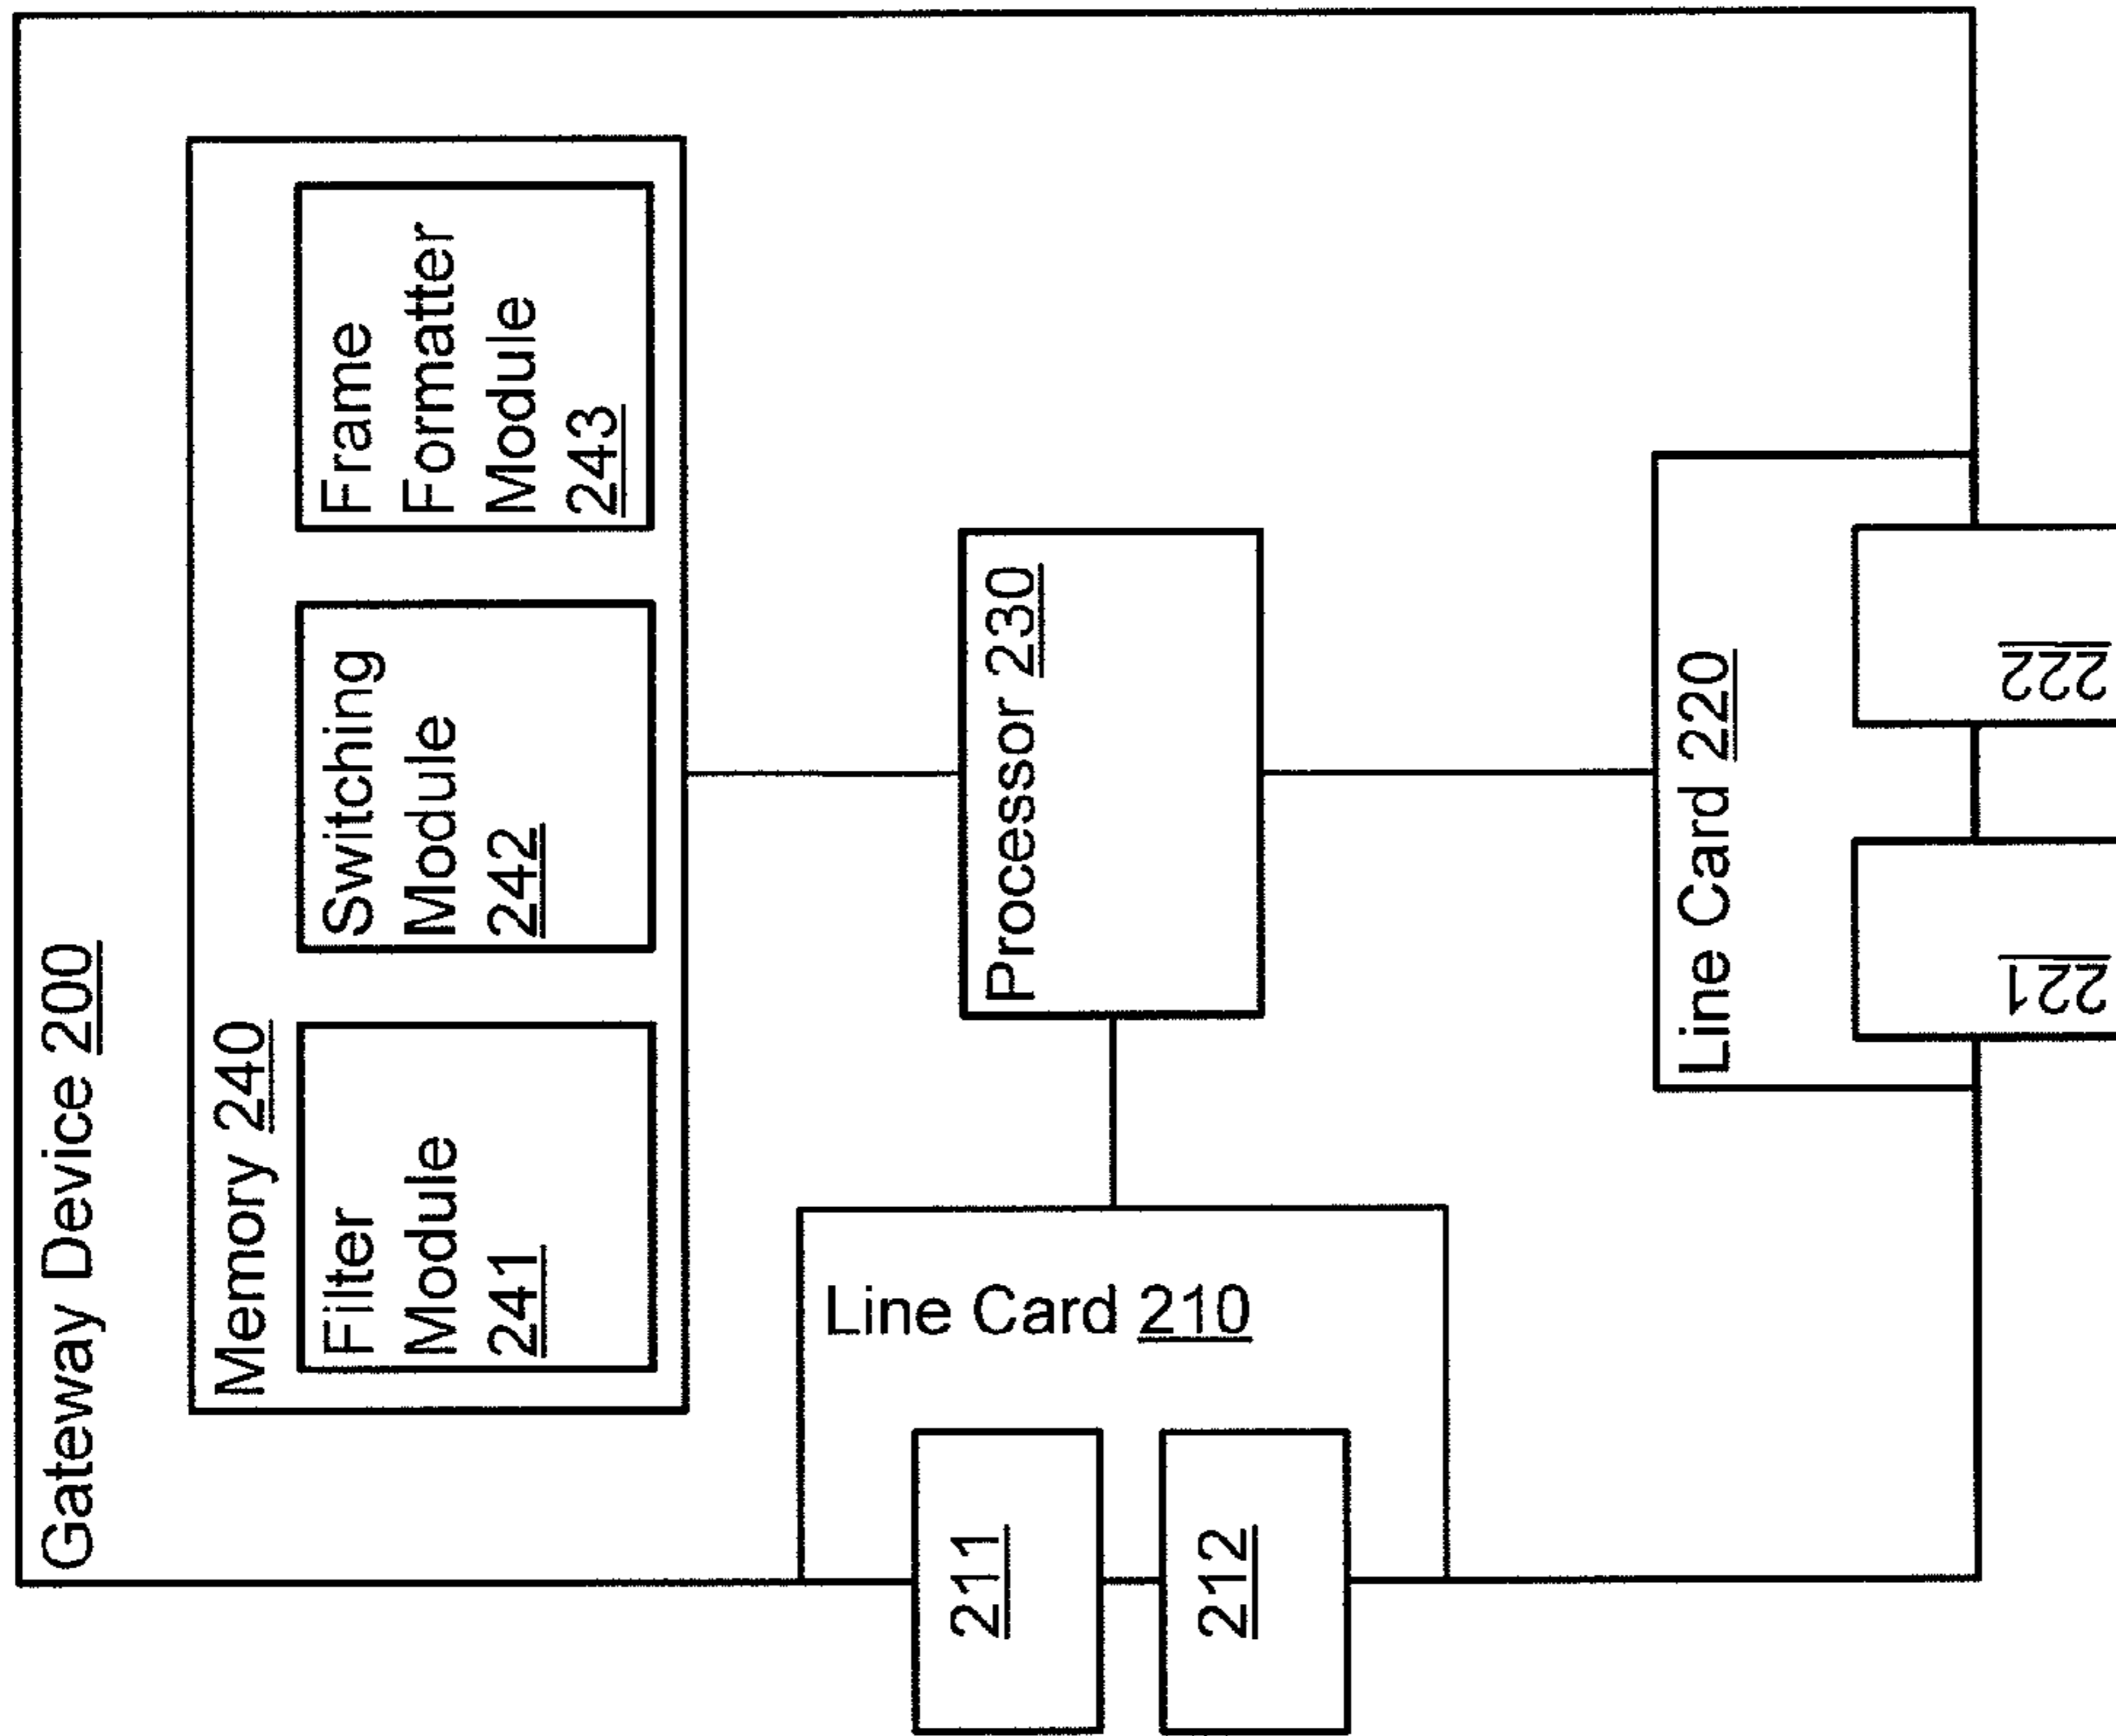 Gateway Device 200
Memory 240
Filter
Module
241
Switching
Module
242
Frame
Formatter
Module
243
Processor 230
Line Card 210
211
212
Line Card 220
221
222